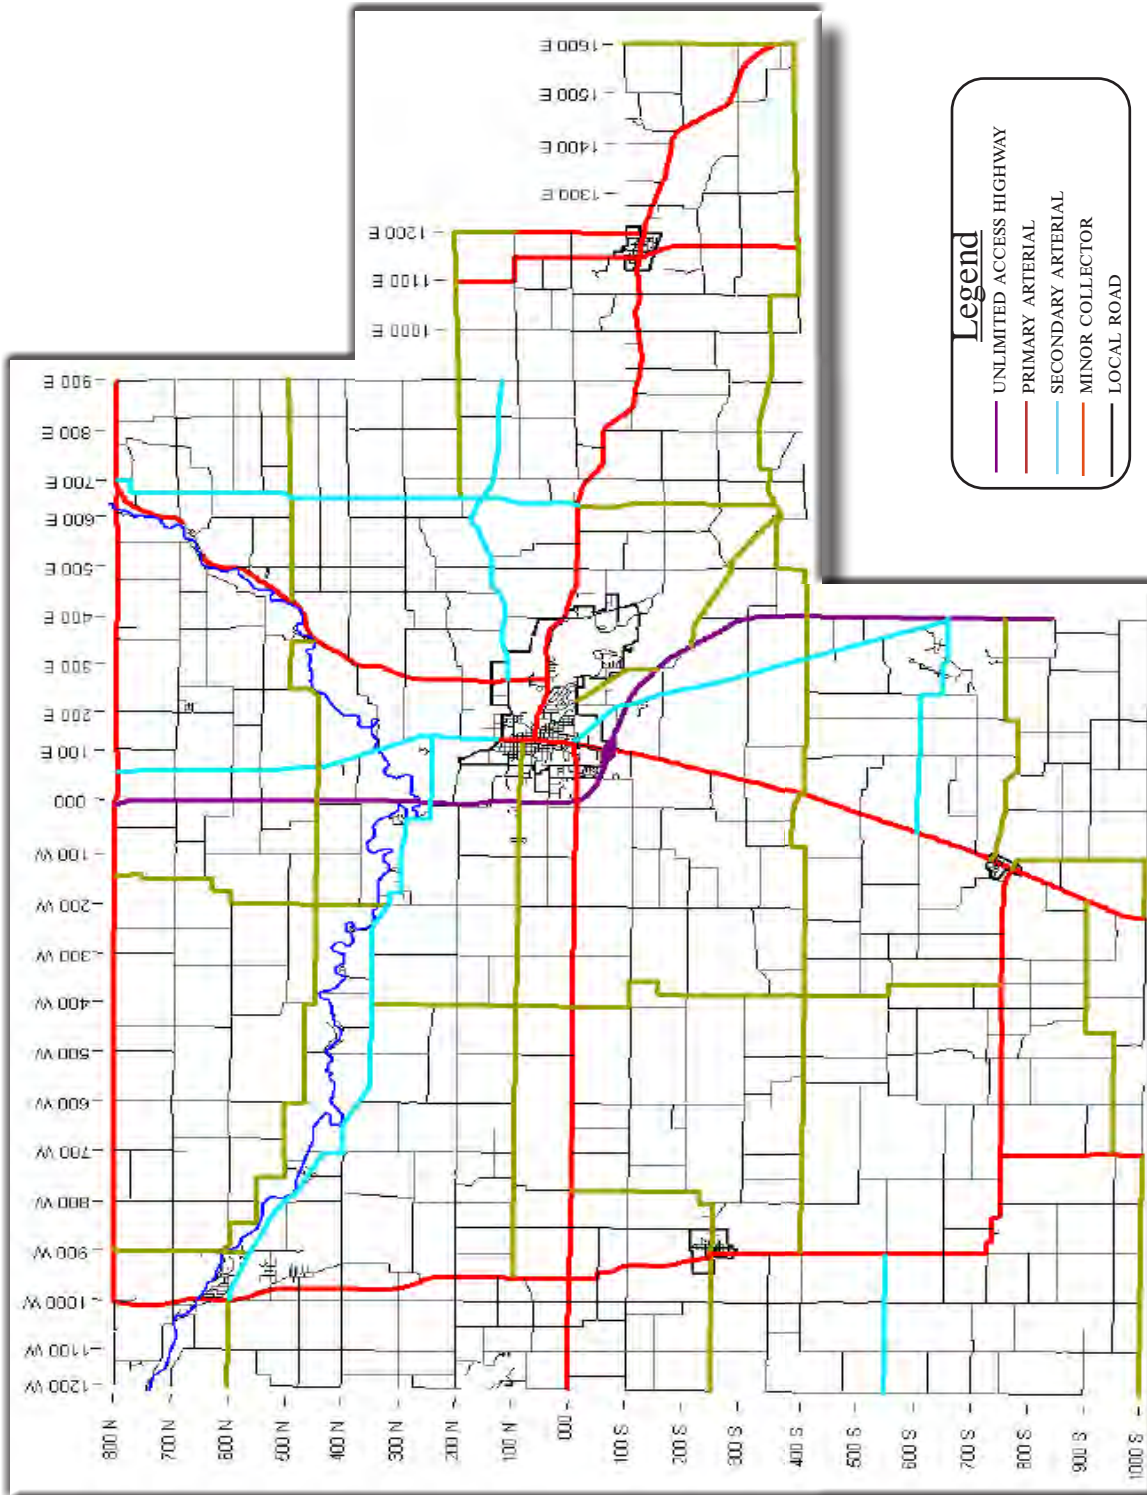 1600 E
1500 E
1400 E
1300 E
1200 E
1100 E
1000 E
900 E
800 E
700 E
600 E
500 E
400 E
300 E
200 E
100 E
000
100 W
200 W
300 W
400 W
500 W
600 W
700 W
800 W
900 W
1000 W
1100 W
1200 W
800 N
700 N
600 N
500 N
400 N
300 N
200 N
100 N
000
100 S
200 S
300 S
400 S
500 S
600 S
700 S
800 S
900 S
1000 S
Legend
UNLIMITED ACCESS HIGHWAY
PRIMARY ARTERIAL
SECONDARY ARTERIAL
MINOR COLLECTOR
LOCAL ROAD